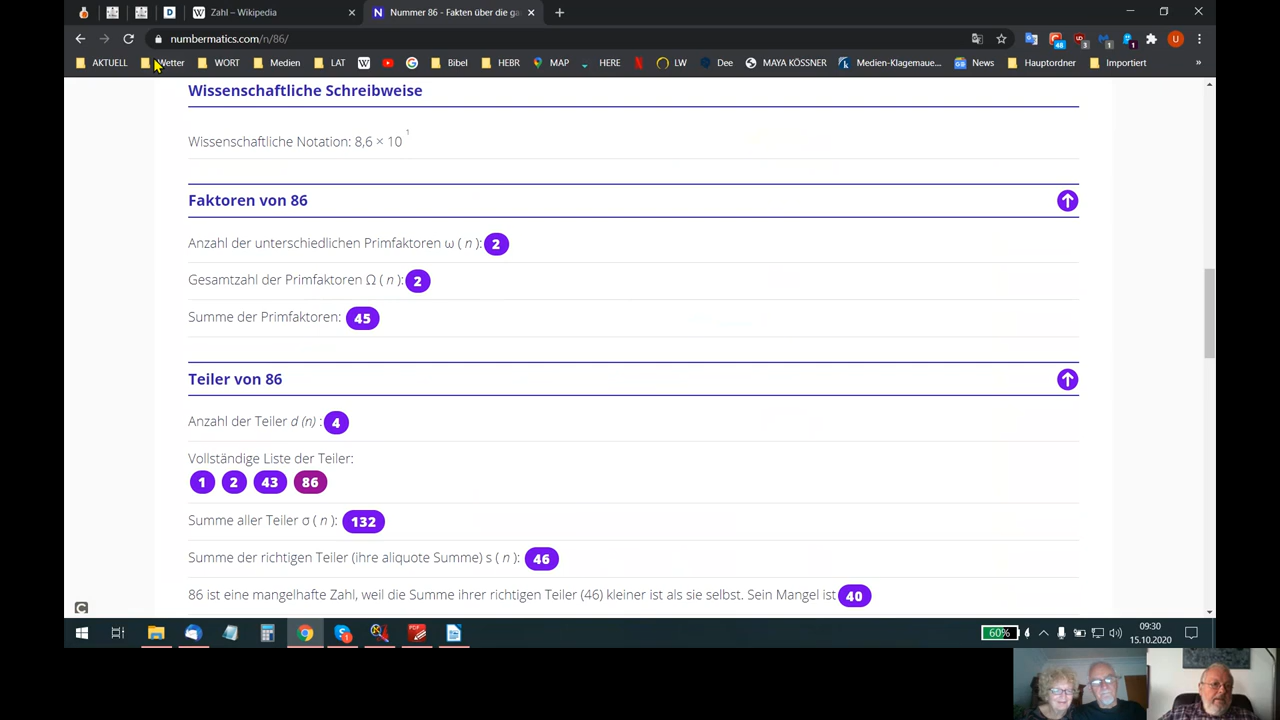 Zahl – Wikipedia
Nummer 86 - Fakten über die ga
numbermatics.com/n/86/
AKTUELL
Wetter
WORT
Medien
LAT
Bibel
HEBR
MAP
HERE
LW
Dee
MAYA KÖSSNER
Medien-Klagemaue...
News
Hauptordner
Importiert
»
Wissenschaftliche Schreibweise
Wissenschaftliche Notation: 8,6 × 10 1
Faktoren von 86
Anzahl der unterschiedlichen Primfaktoren ω ( n ): 2
Gesamtzahl der Primfaktoren Ω ( n ): 2
Summe der Primfaktoren: 45
Teiler von 86
Anzahl der Teiler d (n) : 4
Vollständige Liste der Teiler:
1 2 43 86
Summe aller Teiler σ ( n ): 132
Summe der richtigen Teiler (ihre aliquote Summe) s ( n ): 46
86 ist eine mangelhafte Zahl, weil die Summe ihrer richtigen Teiler (46) kleiner ist als sie selbst. Sein Mangel ist 40
60%
09:30
15.10.2020